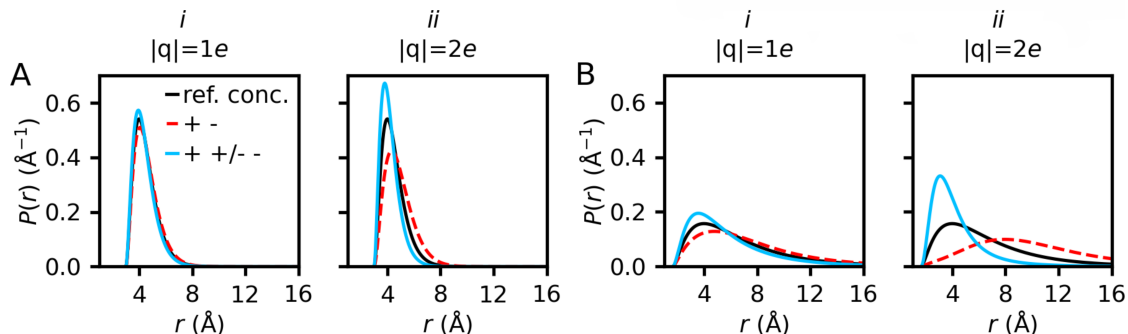 i
|q|=1e
ii
|q|=2e
A
P(r) (Å⁻¹)
0.6
0.4
0.2
0.0
ref. conc.
+ -
+ +/- -
4
8
12
16
r (Å)
4
8
12
16
r (Å)
i
|q|=1e
ii
|q|=2e
B
P(r) (Å⁻¹)
0.6
0.4
0.2
0.0
4
8
12
16
r (Å)
4
8
12
16
r (Å)